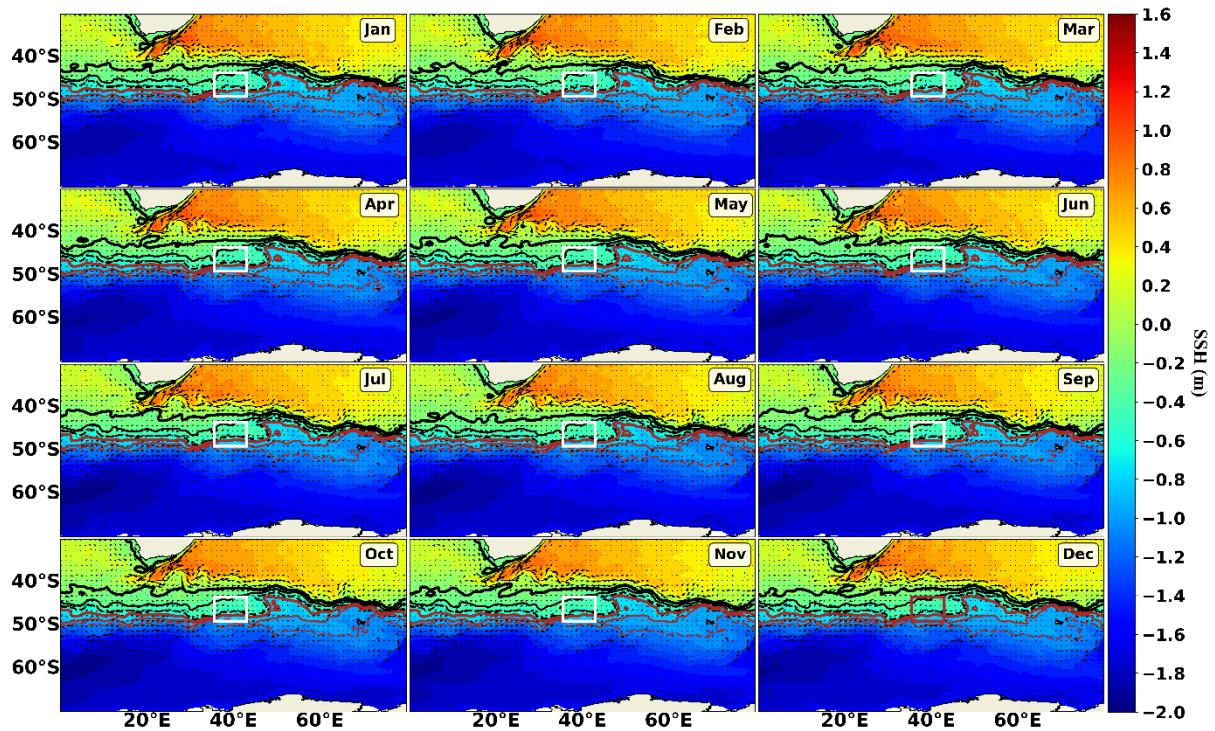 Jan Feb Mar
40°S
50°S
60°S
Apr May Jun
40°S
50°S
60°S
Jul Aug Sep
40°S
50°S
60°S
Oct Nov Dec
40°S
50°S
60°S
20°E 40°E 60°E 20°E 40°E 60°E 20°E 40°E 60°E
1.6
1.4
1.2
1.0
0.8
0.6
0.4
0.2
0.0
−0.2
−0.4
−0.6
−0.8
−1.0
−1.2
−1.4
−1.6
−1.8
−2.0
SSH (m)